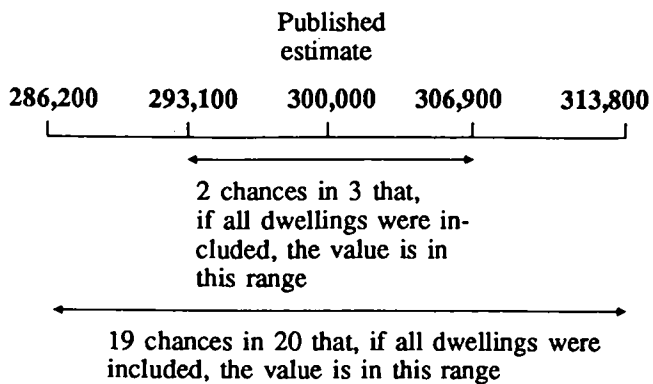 Published
estimate
286,200 293,100 300,000 306,900 313,800
2 chances in 3 that,
if all dwellings were in-
cluded, the value is in
this range
19 chances in 20 that, if all dwellings were
included, the value is in this range